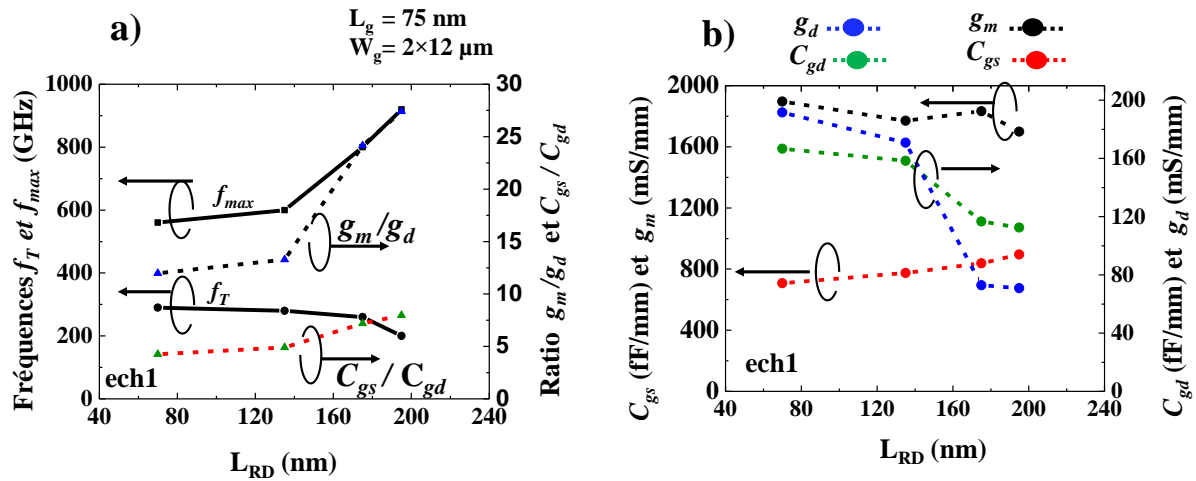 a)
L_g = 75 nm
W_g= 2×12 µm
Fréquences f_T et f_max (GHz)
1000
800
600
400
200
0
40
80
120
160
200
240
L_RD (nm)
30
25
20
15
10
5
0
Ratio g_m/g_d et C_gs/C_gd
f_max
g_m/g_d
f_T
C_gs/C_gd
ech1
b)
g_d
g_m
C_gd
C_gs
C_gs (fF/mm) et g_m (mS/mm)
2000
1600
1200
800
400
0
40
80
120
160
200
240
L_RD (nm)
200
160
120
80
40
0
C_gd (fF/mm) et g_d (mS/mm)
ech1